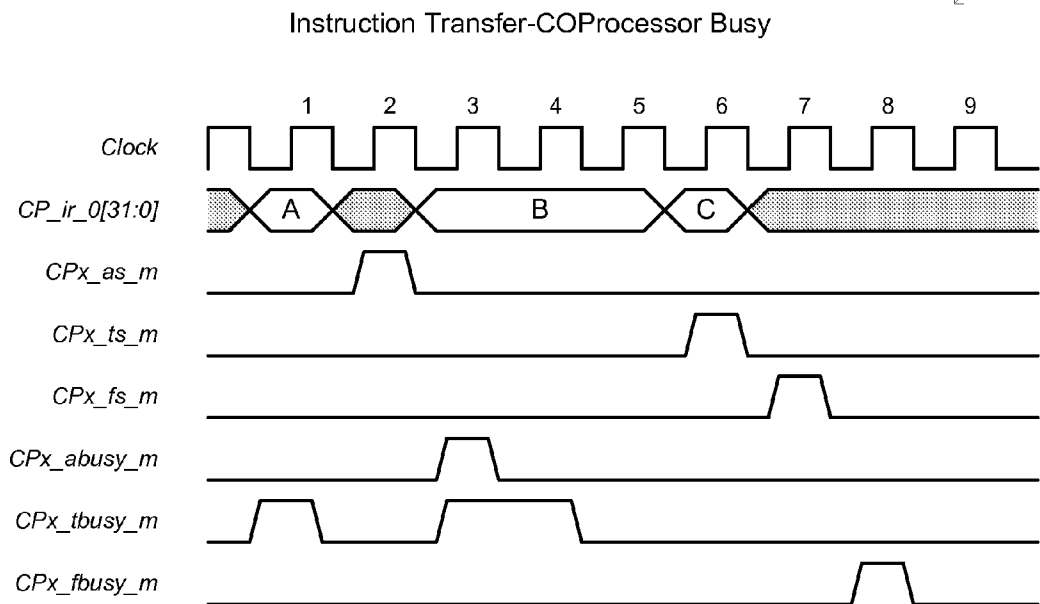 Instruction Transfer-COProcessor Busy
1 2 3 4 5 6 7 8 9
Clock
CP_ir_0[31:0] A B C
CPx_as_m
CPx_ts_m
CPx_fs_m
CPx_abusy_m
CPx_tbusy_m
CPx_fbusy_m